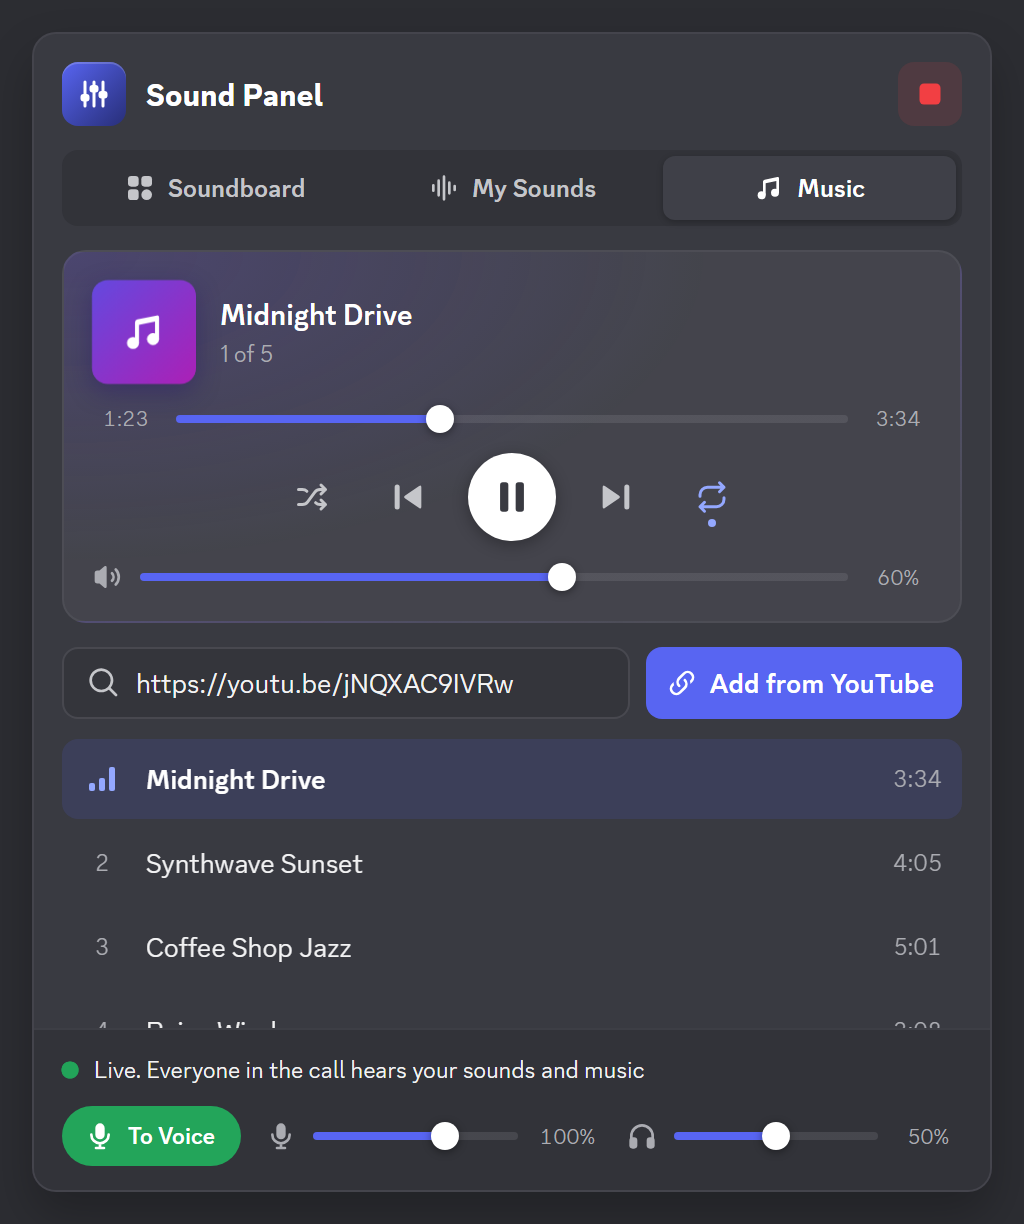 Sound Panel
Soundboard
My Sounds
Music
Midnight Drive
1 of 5
1:23
3:34
60%
https://youtu.be/jNQXAC9IVRw
Add from YouTube
Midnight Drive 3:34
2 Synthwave Sunset 4:05
3 Coffee Shop Jazz 5:01
Live. Everyone in the call hears your sounds and music
To Voice
100%
50%